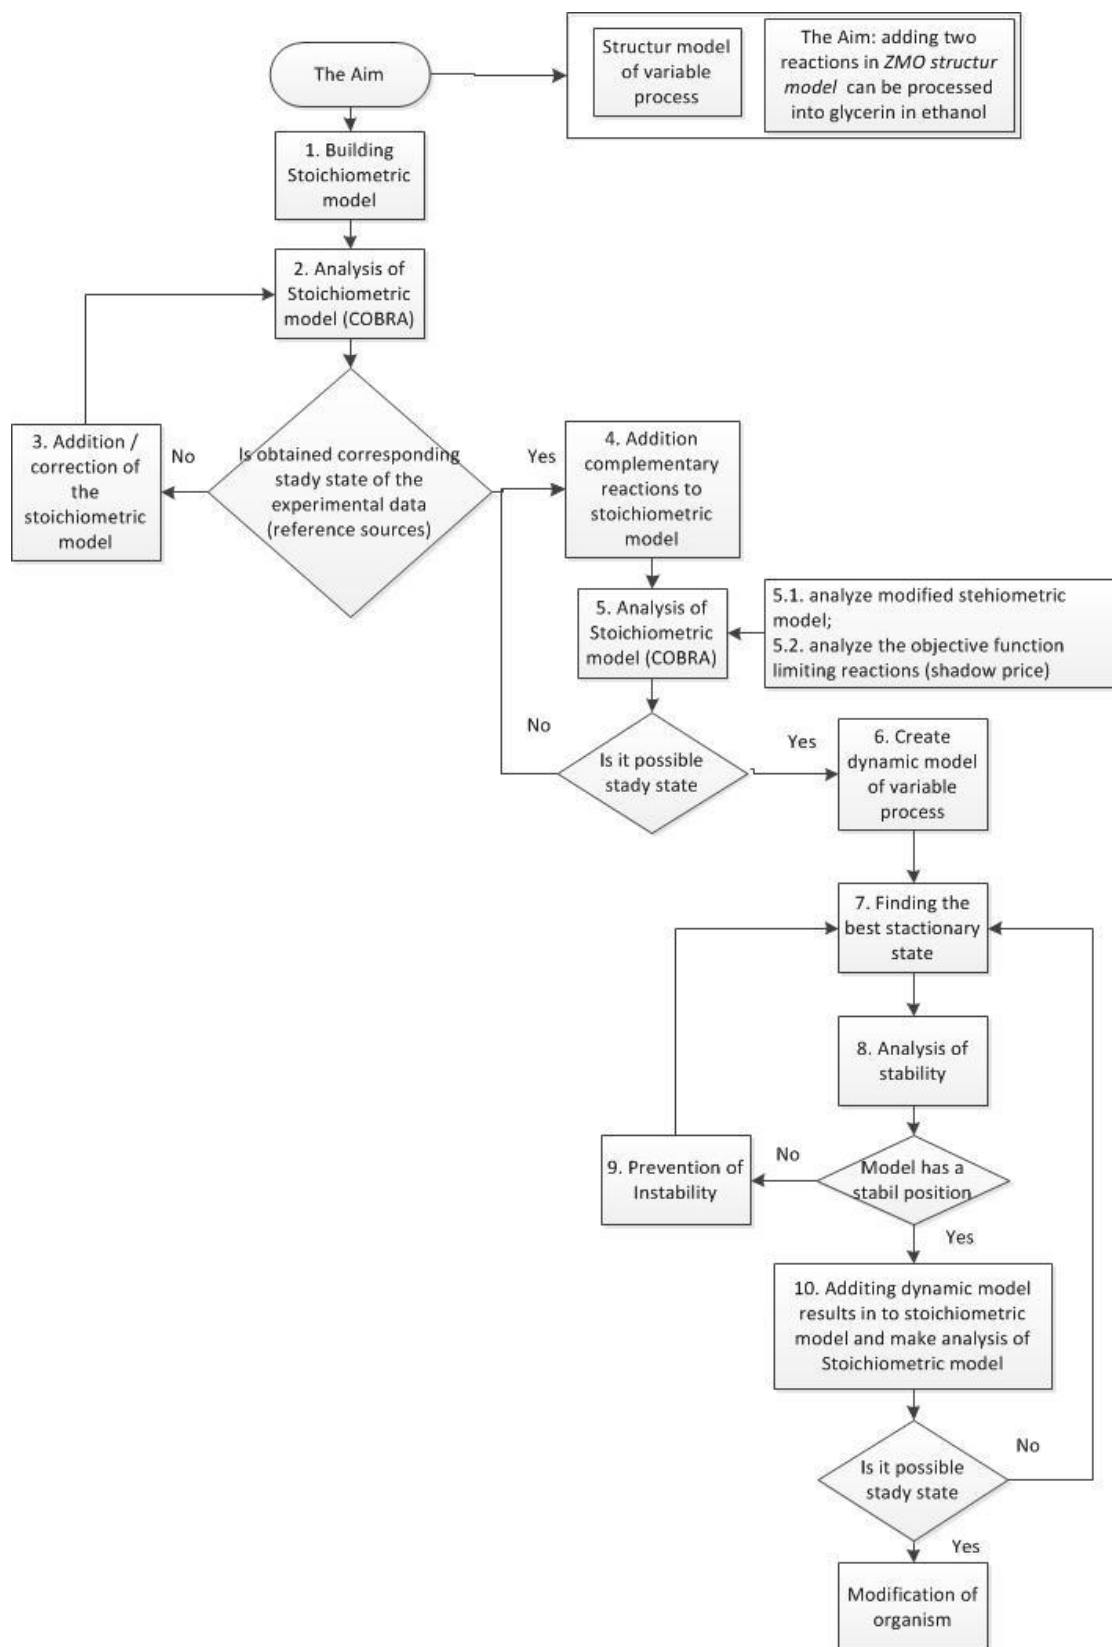 The Aim
Structur model
of variable
process
The Aim: adding two
reactions in ZMO structur
model can be processed
into glycerin in ethanol
1. Building
Stoichiometric
model
2. Analysis of
Stoichiometric
model (COBRA)
Is obtained corresponding
stady state of the
experimental data
(reference sources)
No
3. Addition /
correction of
the
stoichiometric
model
Yes
4. Addition
complementary
reactions to
stoichiometric
model
5. Analysis of
Stoichiometric
model (COBRA)
5.1. analyze modified stehiometric
model;
5.2. analyze the objective function
limiting reactions (shadow price)
No
Is it possible
stady state
Yes
6. Create
dynamic model
of variable
process
7. Finding the
best stactionary
state
8. Analysis of
stability
Model has a
stabil position
No
9. Prevention of
Instability
Yes
10. Additing dynamic model
results in to stoichiometric
model and make analysis of
Stoichiometric model
Is it possible
stady state
No
Yes
Modification of
organism